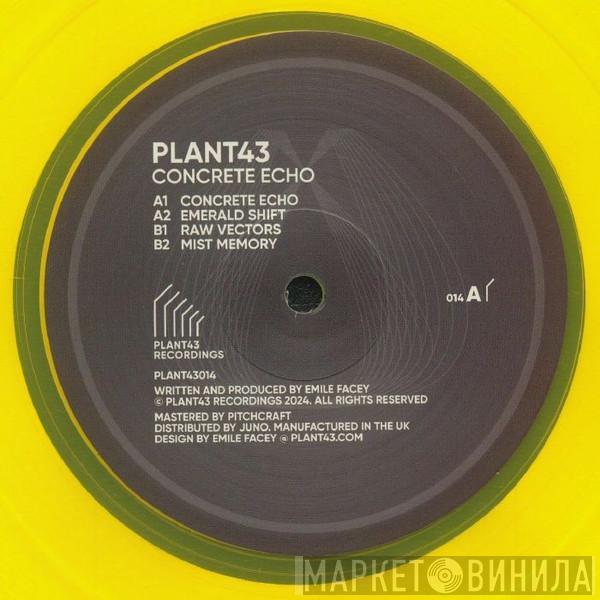 PLANT43
CONCRETE ECHO
A1 CONCRETE ECHO
A2 EMERALD SHIFT
B1 RAW VECTORS
B2 MIST MEMORY
014 A
PLANT43
RECORDINGS
PLANT43014
WRITTEN AND PRODUCED BY EMILE FACEY
© PLANT43 RECORDINGS 2024. ALL RIGHTS RESERVED
MASTERED BY PITCHCRAFT
DISTRIBUTED BY JUNO. MANUFACTURED IN THE UK
DESIGN BY EMILE FACEY @ PLANT43.COM
МАРКЕТ ВИНИЛА